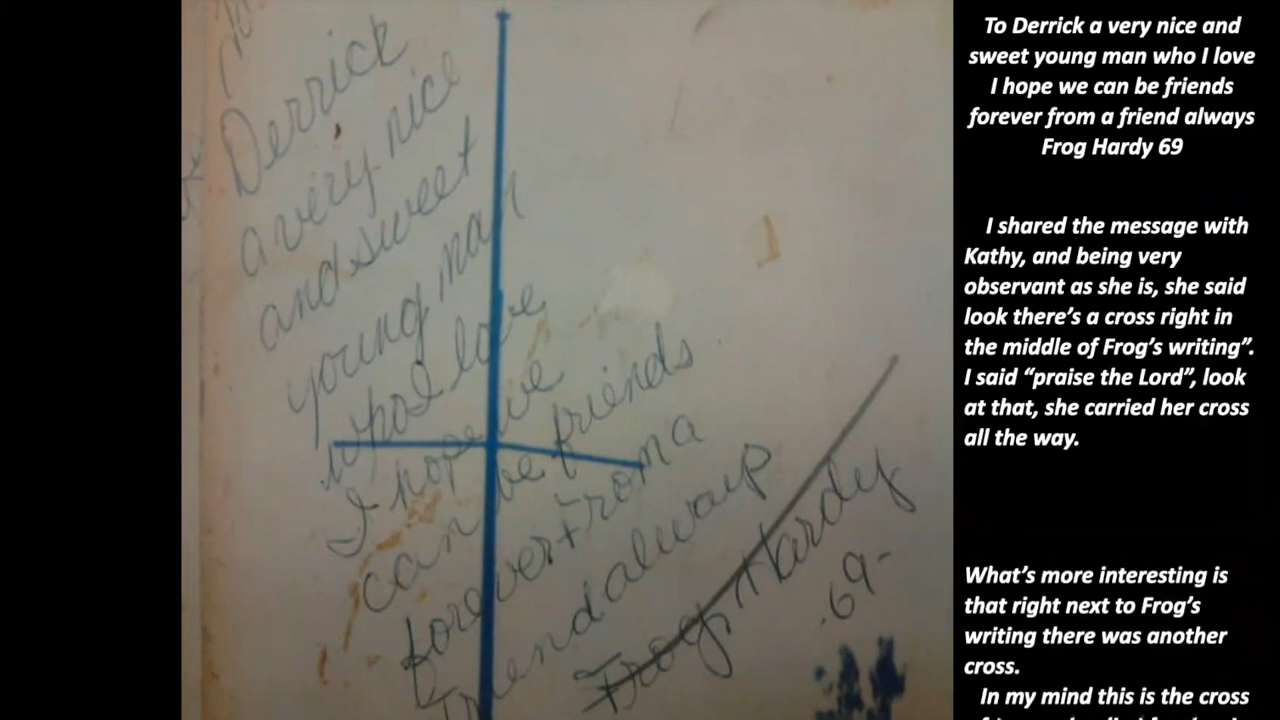 To
Derrick
a very nice
and sweet
young man
who I love
I hope we
can be friends
forever from a
friend always
Frog Hardy
69-
To Derrick a very nice and
sweet young man who I love
I hope we can be friends
forever from a friend always
Frog Hardy 69
I shared the message with
Kathy, and being very
observant as she is, she said
look there’s a cross right in
the middle of Frog’s writing”.
I said “praise the Lord”, look
at that, she carried her cross
all the way.
What’s more interesting is
that right next to Frog’s
writing there was another
cross.
In my mind this is the cross